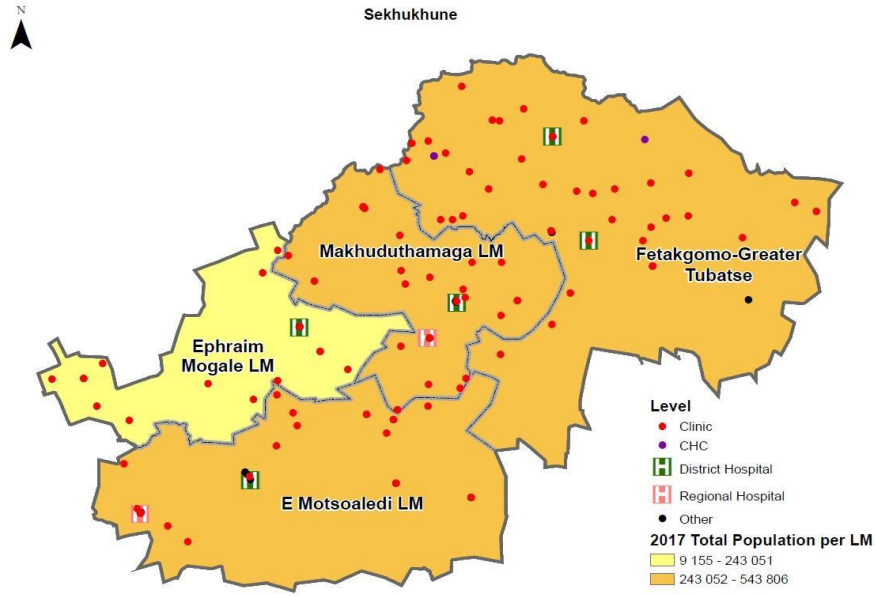 Sekhukhune
N
Makhuduthamaga LM
Fetakgomo-Greater
Tubatse
Ephraim
Mogale LM
E Motsoaledi LM
Level
Clinic
CHC
H District Hospital
H Regional Hospital
Other
2017 Total Population per LM
9 155 - 243 051
243 052 - 543 806